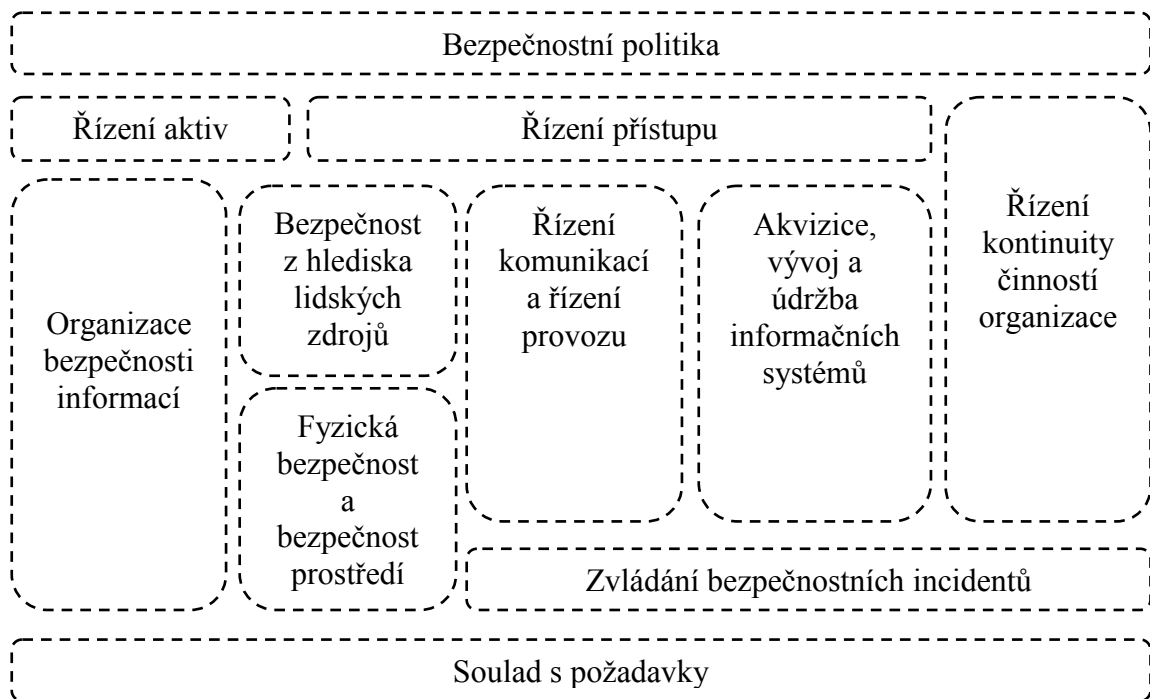 Bezpečnostní politika
Řízení aktiv
Řízení přístupu
Organizace
bezpečnosti
informací
Bezpečnost
z hlediska
lidských
zdrojů
Fyzická
bezpečnost
a
bezpečnost
prostředí
Řízení
komunikací
a řízení
provozu
Akvizice,
vývoj a
údržba
informačních
systémů
Řízení
kontinuity
činností
organizace
Zvládání bezpečnostních incidentů
Soulad s požadavky